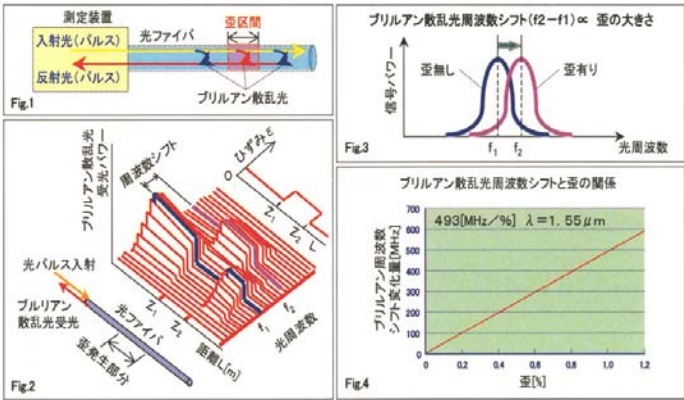 測定装置
入射光(パルス)
反射光(パルス)
光ファイバ
歪区間
ブリルアン散乱光
Fig.1
ブリルアン散乱光
受光パワー
周波数シフト
ひずみε
0
Z1
Z2
L
光パルス入射
ブルリアン
散乱光受光
光ファイバ
歪発生部分
Z1
Z2
距離L[m]
f1
f2
光周波数
Fig.2
ブリルアン散乱光周波数シフト(f2ーf1)∝ 歪の大きさ
信号パワー
歪無し
歪有り
f1
f2
光周波数
Fig.3
ブリルアン散乱光周波数シフトと歪の関係
493[MHz/%] λ=1.55μm
ブリルアン周波数
シフト変化量[MHz]
700
600
500
400
300
200
100
0
0
0.2
0.4
0.6
0.8
1.0
1.2
歪[%]
Fig.4